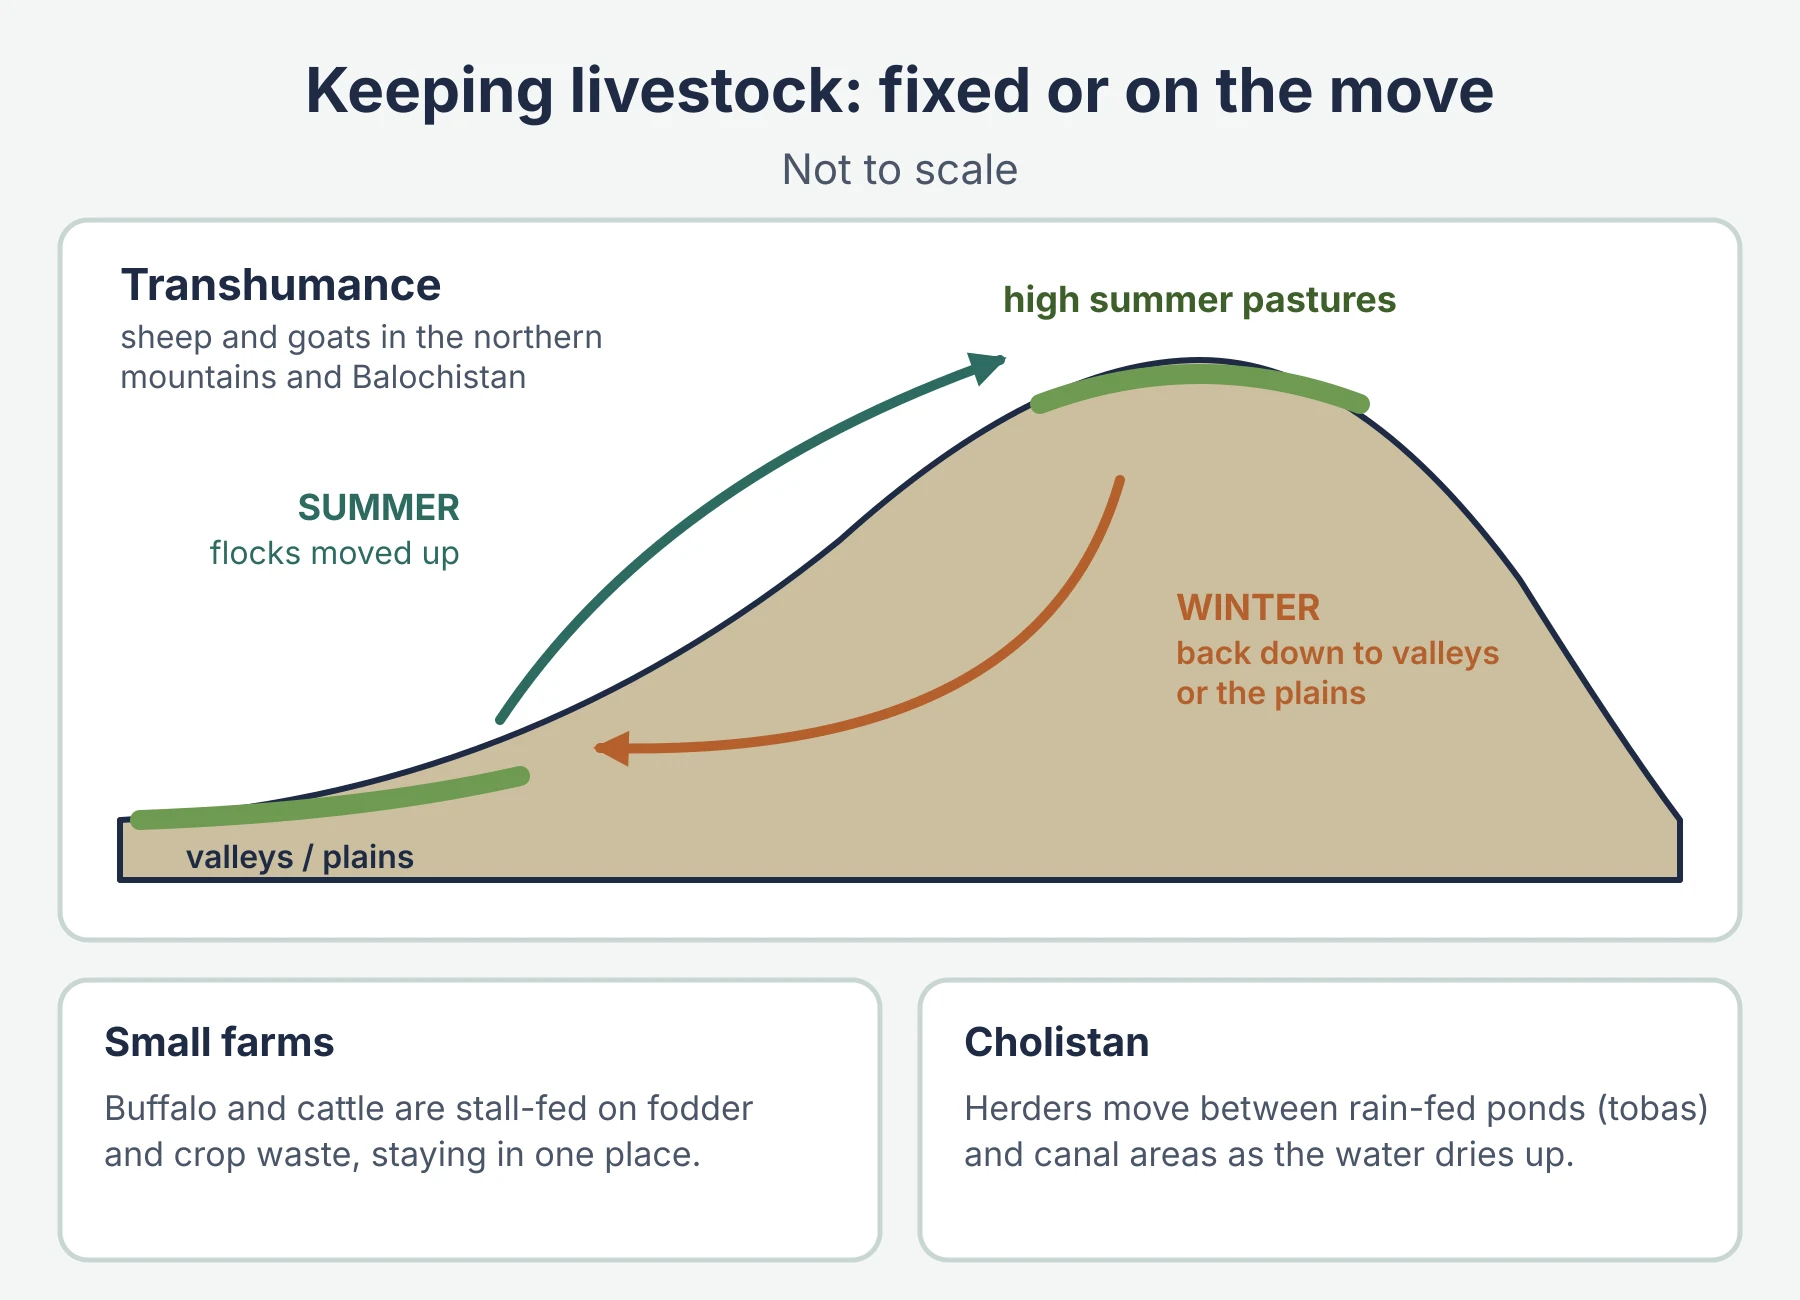 Keeping livestock: fixed or on the move
Not to scale
Transhumance
sheep and goats in the northern
mountains and Balochistan
high summer pastures
SUMMER
flocks moved up
WINTER
back down to valleys
or the plains
valleys / plains
Small farms
Buffalo and cattle are stall-fed on fodder
and crop waste, staying in one place.
Cholistan
Herders move between rain-fed ponds (tobas)
and canal areas as the water dries up.